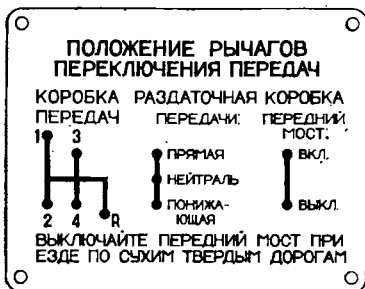 ПОЛОЖЕНИЕ РЫЧАГОВ
ПЕРЕКЛЮЧЕНИЯ ПЕРЕДАЧ
КОРОБКА РАЗДАТОЧНАЯ КОРОБКА
ПЕРЕДАЧ ПЕРЕДАЧИ: ПЕРЕДНИЙ
МОСТ:
1 3
ПРЯМАЯ ВКЛ.
НЕЙТРАЛЬ
ПОНИЖА- ВЫКЛ.
ЮЩАЯ
2 4 R
ВЫКЛЮЧАЙТЕ ПЕРЕДНИЙ МОСТ ПРИ
ЕЗДЕ ПО СУХИМ ТВЕРДЫМ ДОРОГАМ